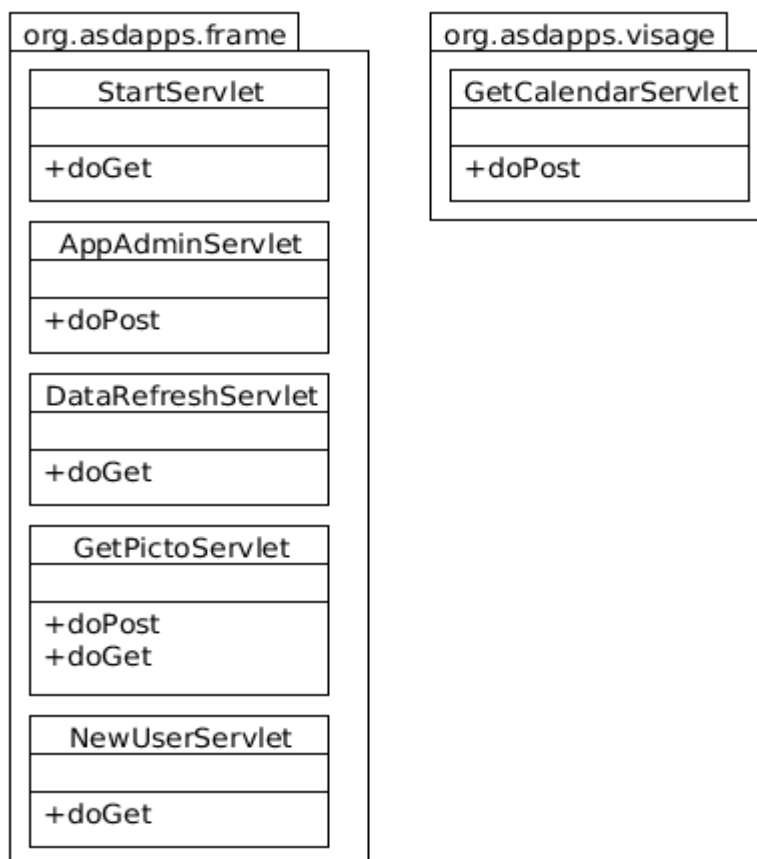 org.asdapps.frame
StartServlet
+doGet
AppAdminServlet
+doPost
DataRefreshServlet
+doGet
GetPictoServlet
+doPost
+doGet
NewUserServlet
+doGet
org.asdapps.visage
GetCalendarServlet
+doPost